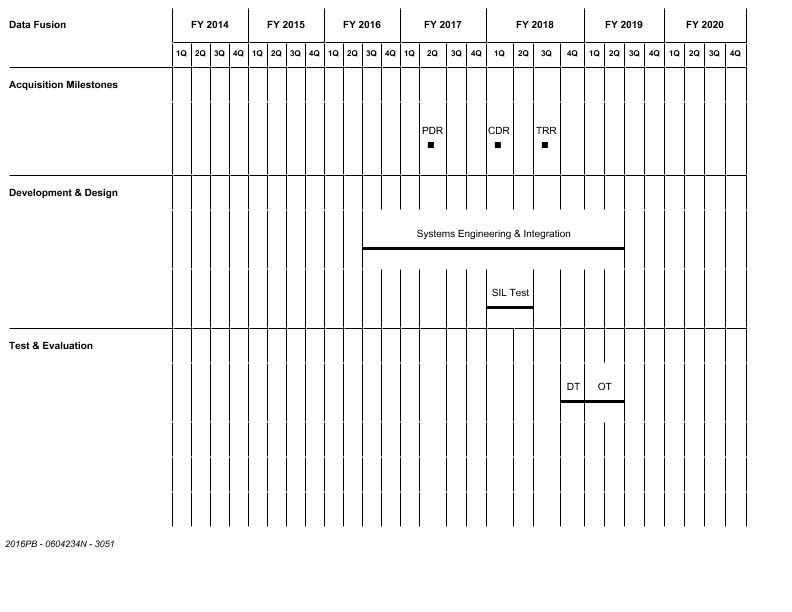 Data Fusion FY 2014 FY 2015 FY 2016 FY 2017 FY 2018 FY 2019 FY 2020
1Q 2Q 3Q 4Q 1Q 2Q 3Q 4Q 1Q 2Q 3Q 4Q 1Q 2Q 3Q 4Q 1Q 2Q 3Q 4Q 1Q 2Q 3Q 4Q 1Q 2Q 3Q 4Q
Acquisition Milestones
PDR CDR TRR
Development & Design
Systems Engineering & Integration
SIL Test
Test & Evaluation
DT OT
2016PB - 0604234N - 3051